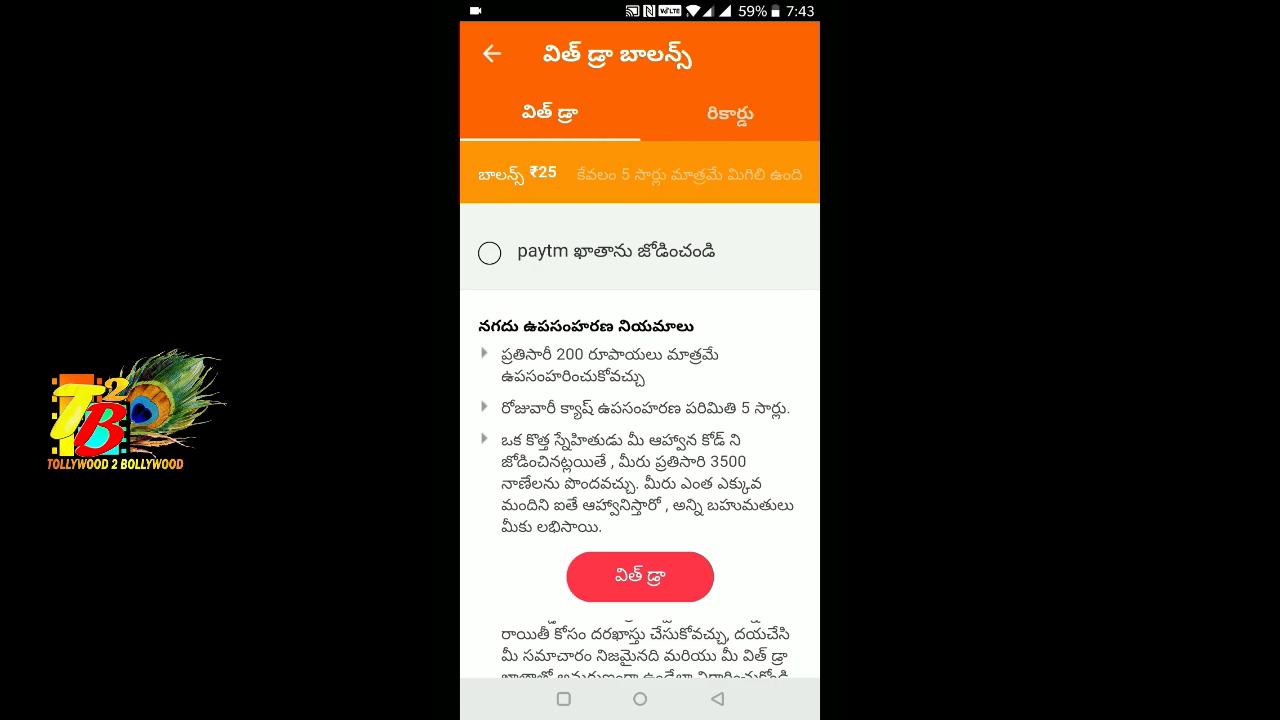 59% 7:43
విత్ డ్రా బాలన్స్
విత్ డ్రా
రికార్డు
బాలన్స్ ₹25 కేవలం 5 సార్లు మాత్రమే మిగిలి ఉంది
paytm ఖాతాను జోడించండి
నగదు ఉపసంహరణ నియమాలు
ప్రతిసారీ 200 రూపాయలు మాత్రమే
ఉపసంహరించుకోవచ్చు
రోజువారీ క్యాష్ ఉపసంహరణ పరిమితి 5 సార్లు.
ఒక కొత్త స్నేహితుడు మీ ఆహ్వాన కోడ్ ని
జోడించినట్లయితే , మీరు ప్రతిసారి 3500
నాణేలను పొందవచ్చు. మీరు ఎంత ఎక్కువ
మందిని ఐతే ఆహ్వానిస్తారో , అన్ని బహుమతులు
మీకు లభిసాయి.
విత్ డ్రా
రాయితీ కోసం దరఖాస్తు చేసుకోవచ్చు, దయచేసి
మీ సమాచారం నిజమైనది మరియు మీ విత్ డ్రా
T2B
TOLLYWOOD 2 BOLLYWOOD